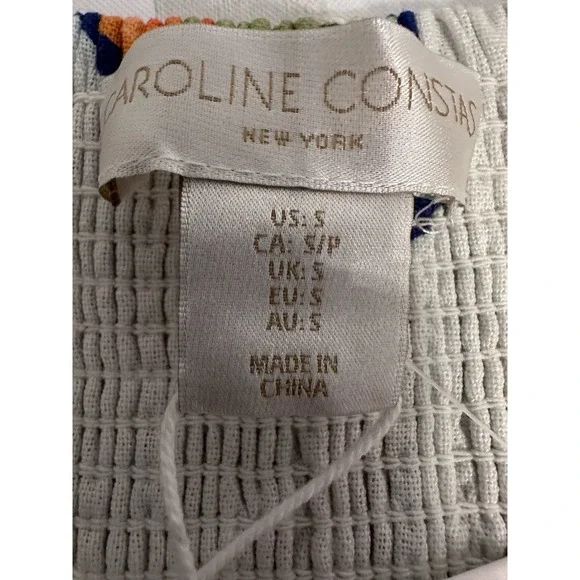 CAROLINE CONSTAS
NEW YORK
US: S
CA: S/P
UK: S
EU: S
AU: S
MADE IN
CHINA